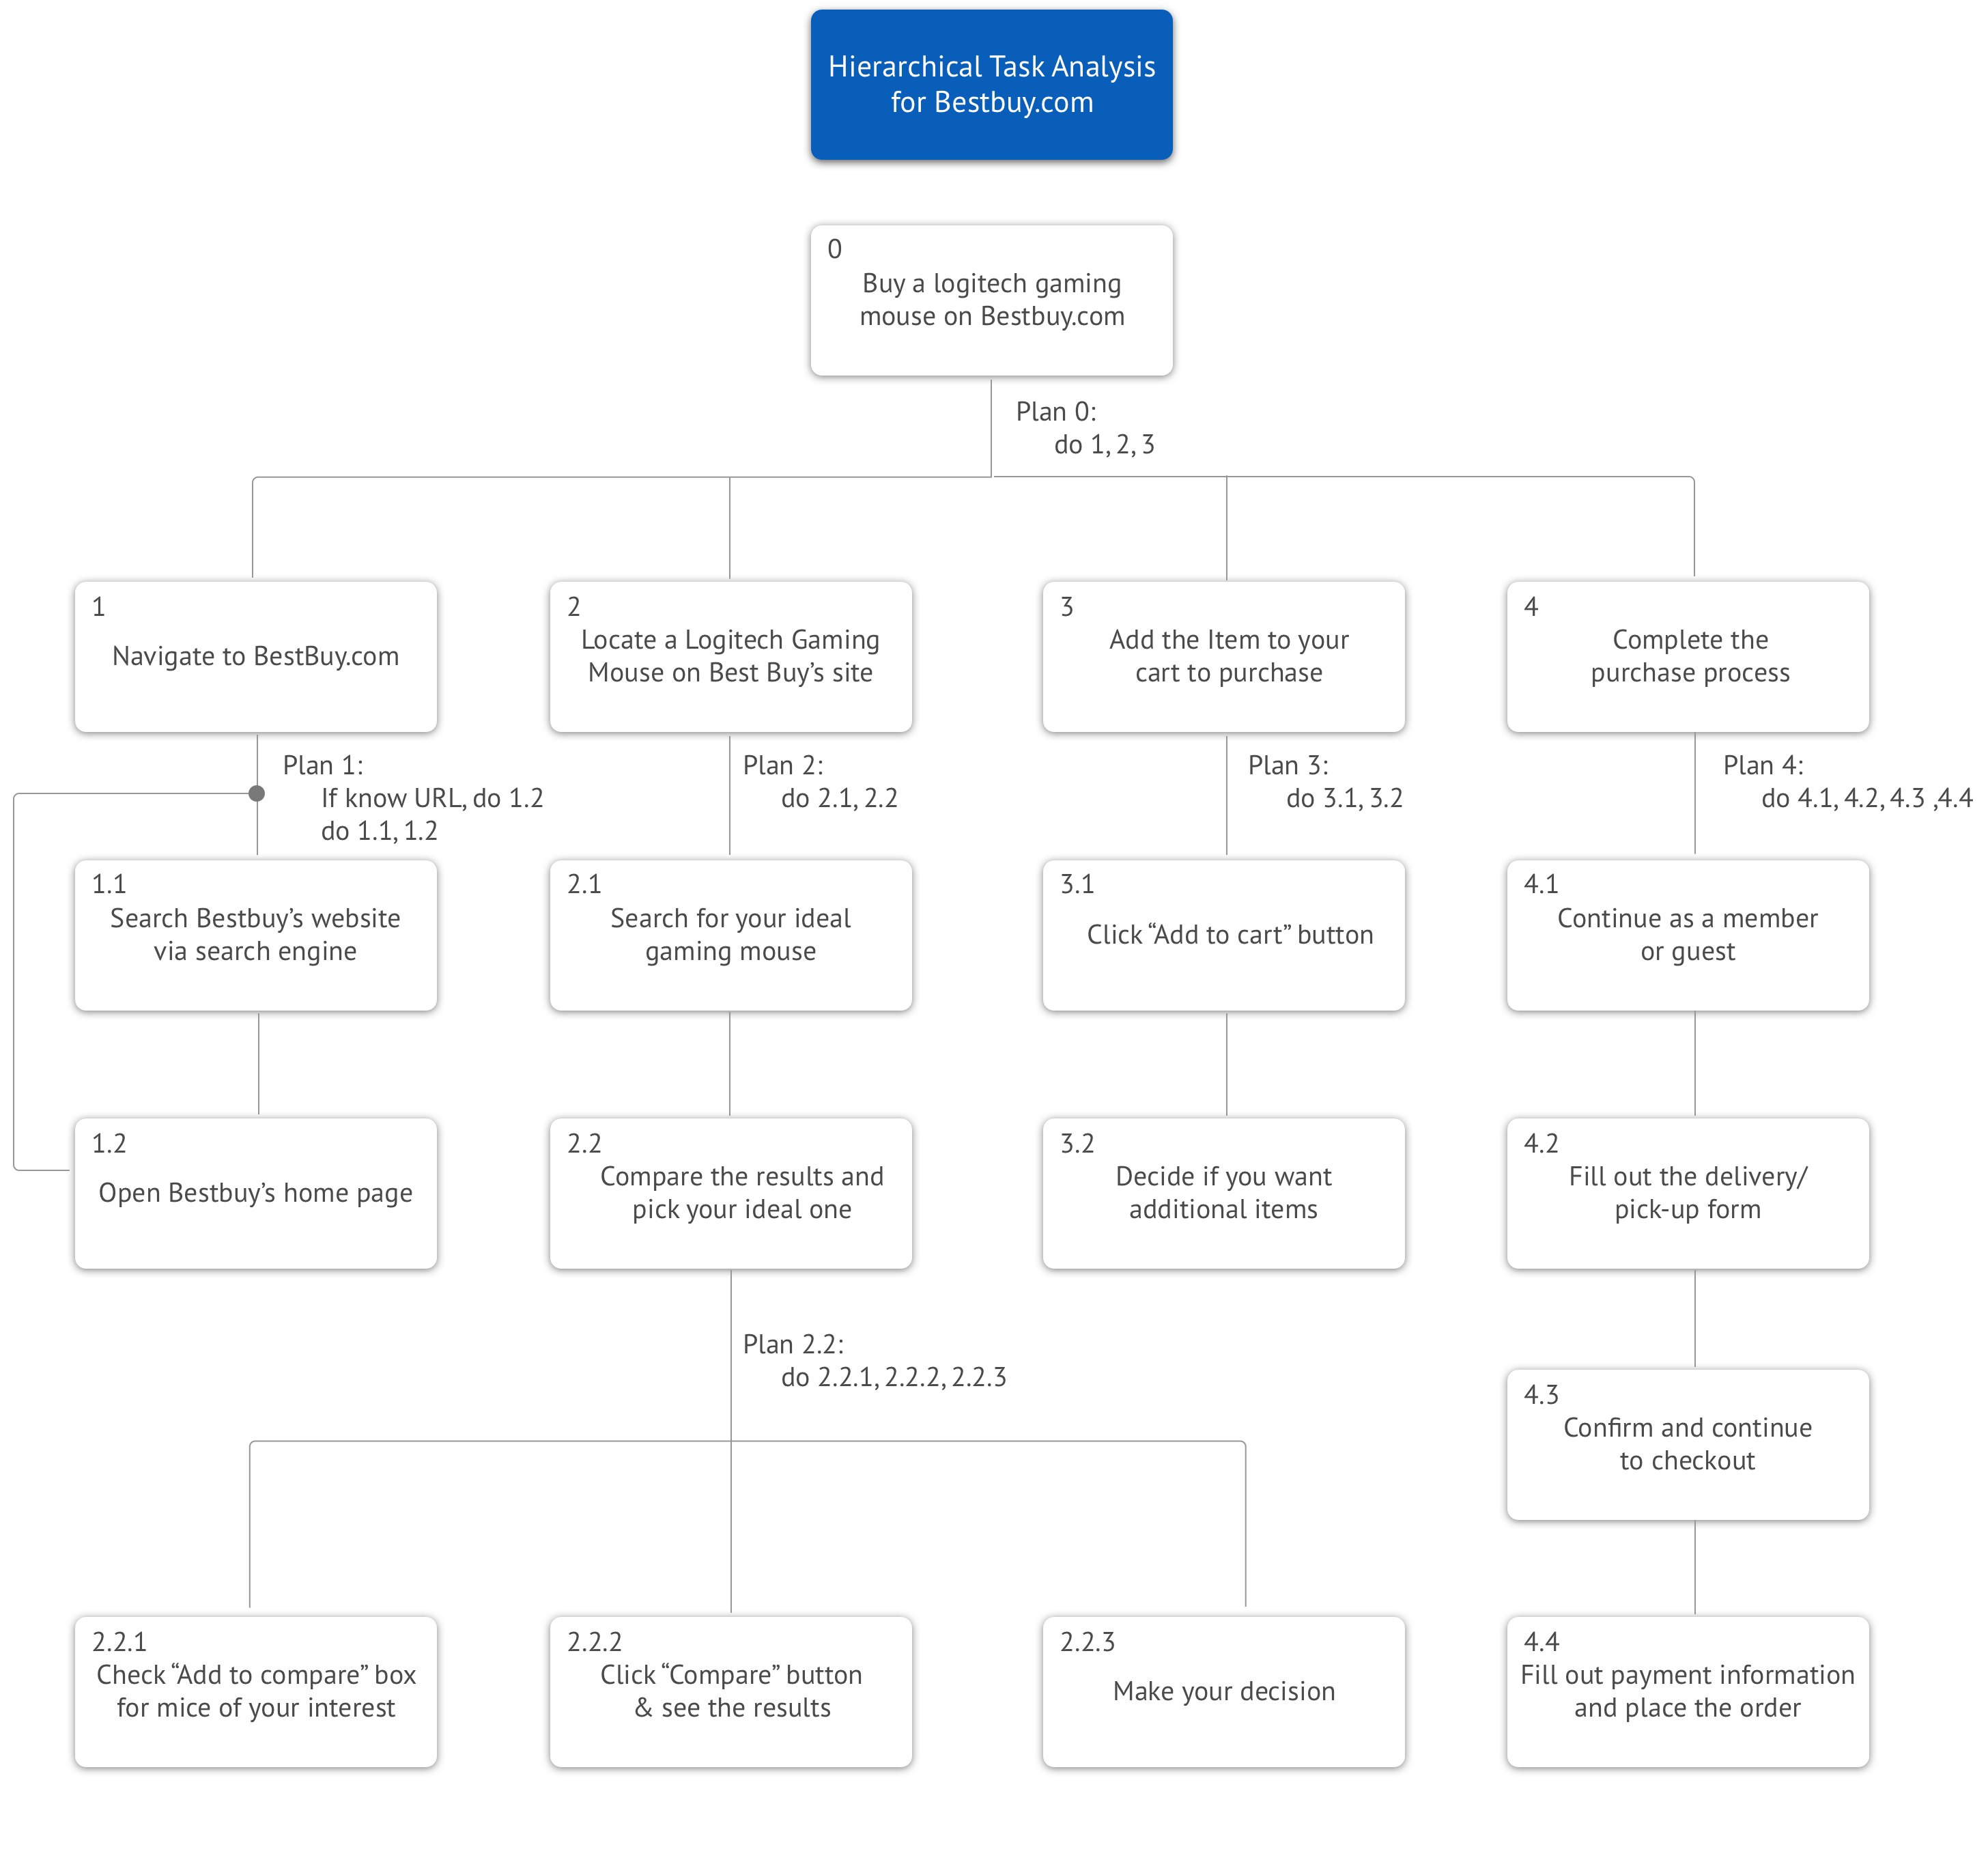 Hierarchical Task Analysis
for Bestbuy.com
0
Buy a logitech gaming
mouse on Bestbuy.com
Plan 0:
do 1, 2, 3
1
Navigate to BestBuy.com
2
Locate a Logitech Gaming
Mouse on Best Buy’s site
3
Add the Item to your
cart to purchase
4
Complete the
purchase process
Plan 1:
If know URL, do 1.2
do 1.1, 1.2
Plan 2:
do 2.1, 2.2
Plan 3:
do 3.1, 3.2
Plan 4:
do 4.1, 4.2, 4.3 ,4.4
1.1
Search Bestbuy’s website
via search engine
2.1
Search for your ideal
gaming mouse
3.1
Click “Add to cart” button
4.1
Continue as a member
or guest
1.2
Open Bestbuy’s home page
2.2
Compare the results and
pick your ideal one
3.2
Decide if you want
additional items
4.2
Fill out the delivery/
pick-up form
Plan 2.2:
do 2.2.1, 2.2.2, 2.2.3
4.3
Confirm and continue
to checkout
2.2.1
Check “Add to compare” box
for mice of your interest
2.2.2
Click “Compare” button
& see the results
2.2.3
Make your decision
4.4
Fill out payment information
and place the order